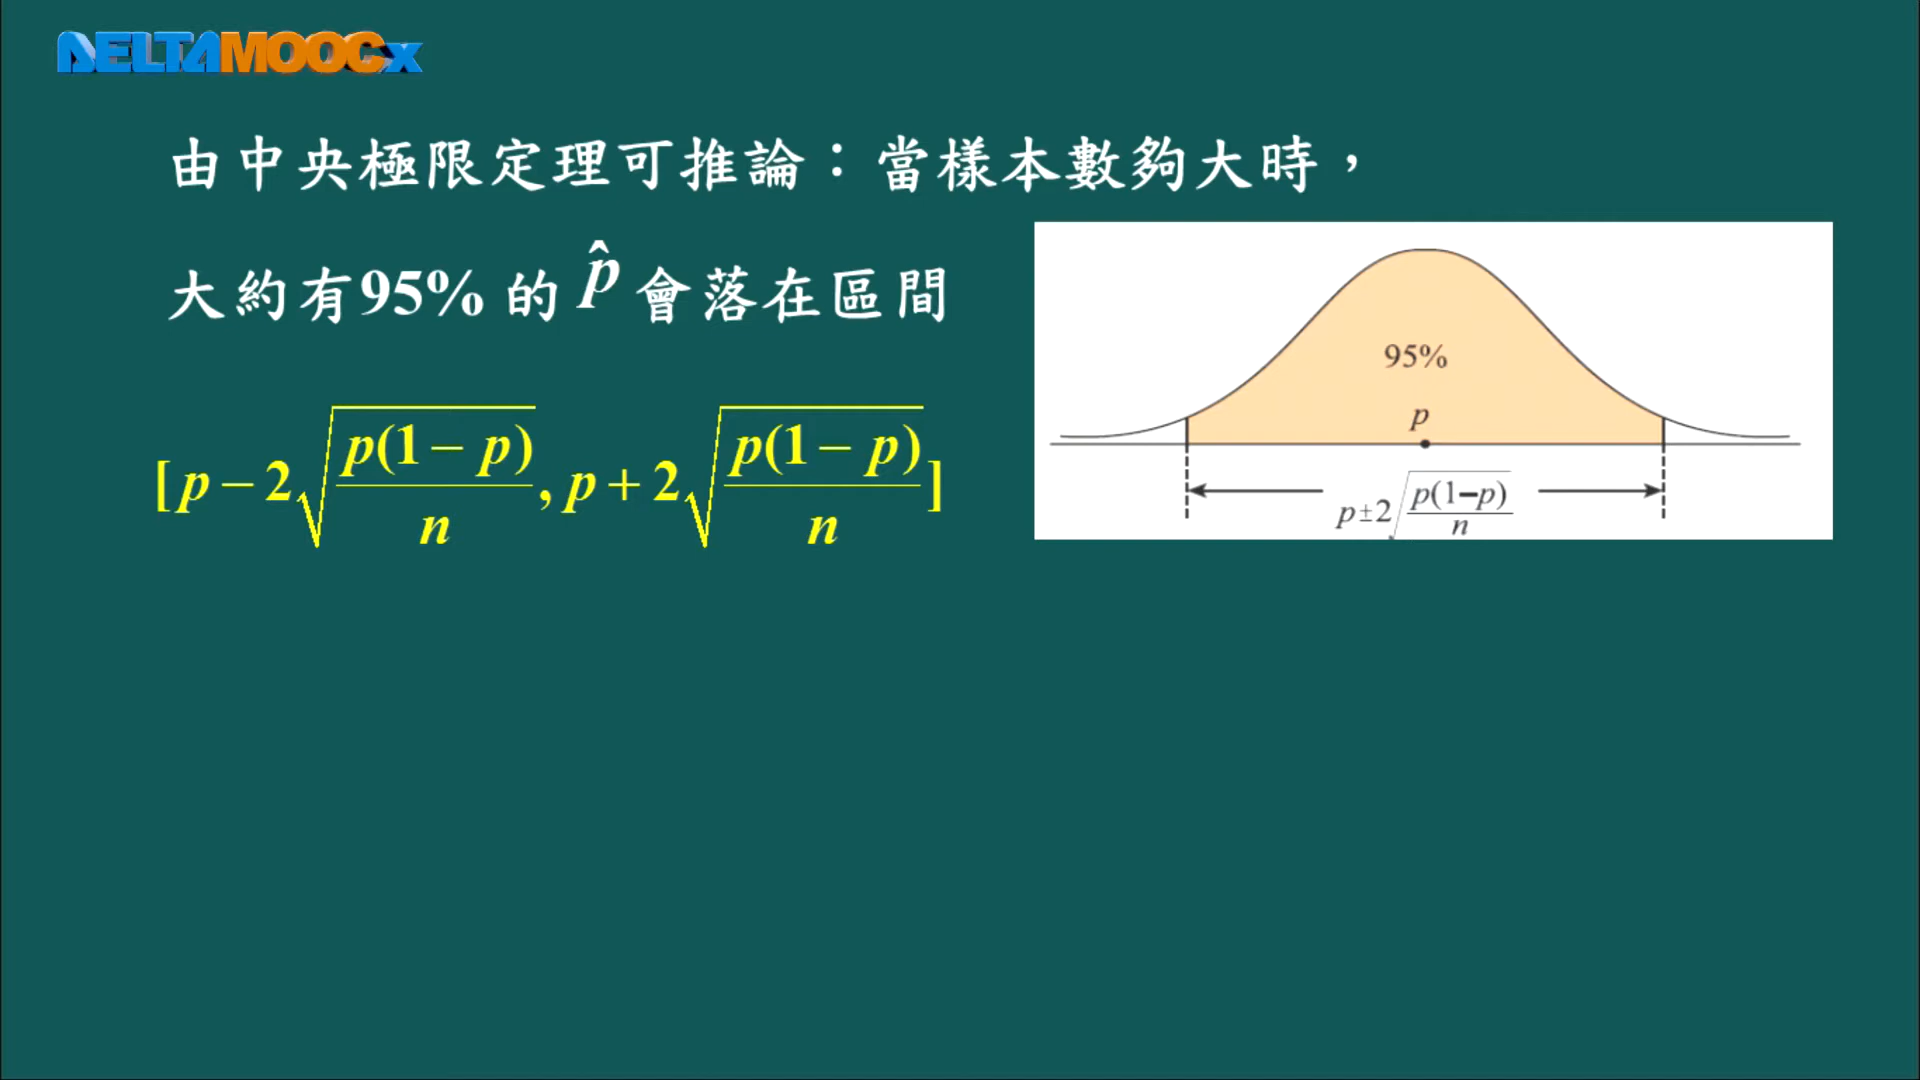 DELTAMOOCx
由中央極限定理可推論：當樣本數夠大時，
大約有95% 的 p̂ 會落在區間
[p−2√(p(1−p)/n), p+2√(p(1−p)/n)]
95%
p
p±2√(p(1−p)/n)